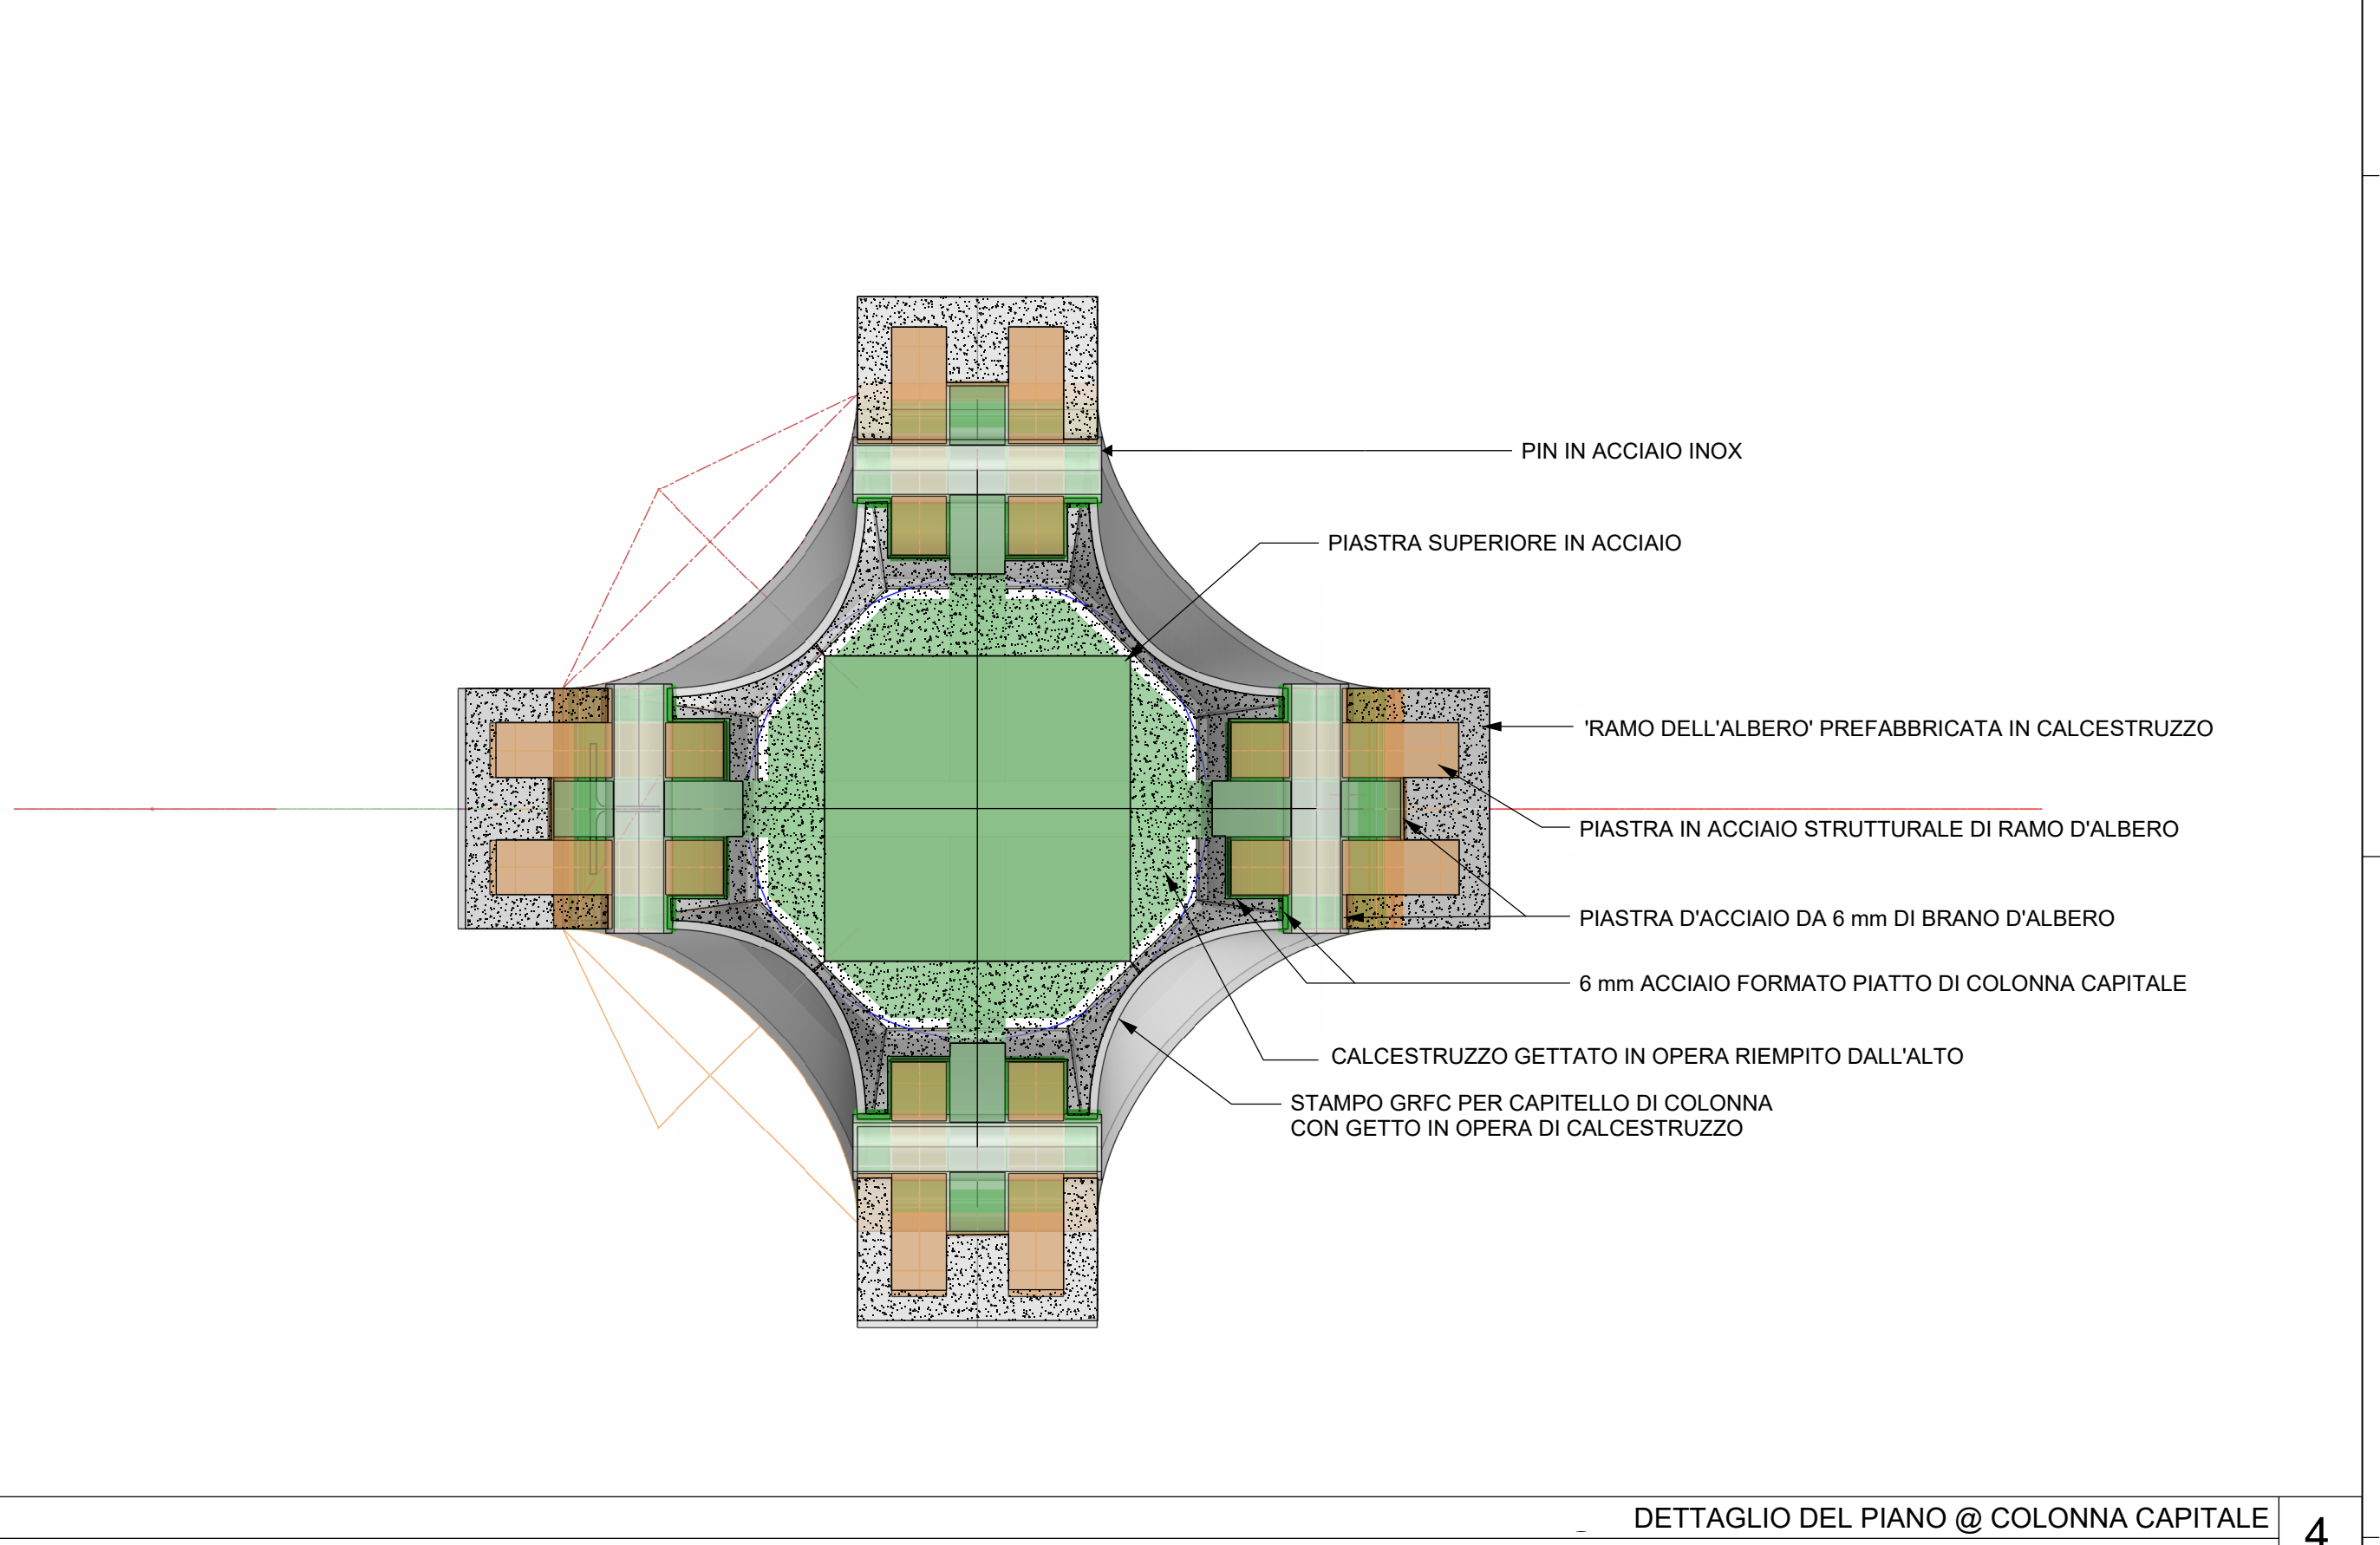 PIN IN ACCIAIO INOX
PIASTRA SUPERIORE IN ACCIAIO
'RAMO DELL'ALBERO' PREFABBRICATA IN CALCESTRUZZO
PIASTRA IN ACCIAIO STRUTTURALE DI RAMO D'ALBERO
PIASTRA D'ACCIAIO DA 6 mm DI BRANO D'ALBERO
6 mm ACCIAIO FORMATO PIATTO DI COLONNA CAPITALE
CALCESTRUZZO GETTATO IN OPERA RIEMPITO DALL'ALTO
STAMPO GRFC PER CAPITELLO DI COLONNA
CON GETTO IN OPERA DI CALCESTRUZZO
DETTAGLIO DEL PIANO @ COLONNA CAPITALE
4